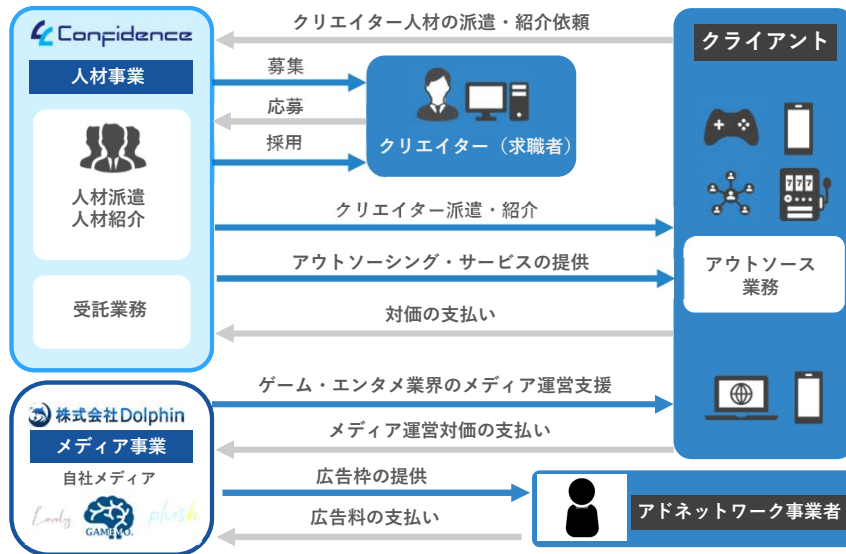 Confidence
人材事業
人材派遣
人材紹介
受託業務
クリエイター人材の派遣・紹介依頼
募集
応募
採用
クリエイター（求職者）
クリエイター派遣・紹介
アウトソーシング・サービスの提供
対価の支払い
クライアント
777
アウトソース
業務
株式会社Dolphin
メディア事業
自社メディア
Lovely
GAMEMO.
plush.
ゲーム・エンタメ業界のメディア運営支援
メディア運営対価の支払い
広告枠の提供
広告料の支払い
アドネットワーク事業者